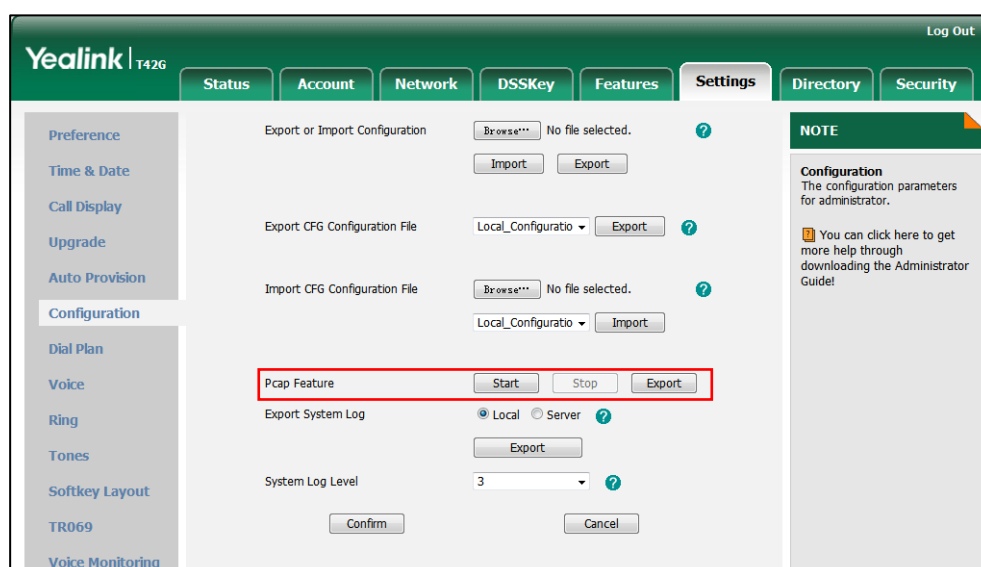 Log Out
Yealink | T42G
Status Account Network DSSKey Features Settings Directory Security
Preference
Time & Date
Call Display
Upgrade
Auto Provision
Configuration
Dial Plan
Voice
Ring
Tones
Softkey Layout
TR069
Voice Monitoring
Export or Import Configuration Browse... No file selected. ?
Import Export
Export CFG Configuration File Local_Configuratio Export ?
Import CFG Configuration File Browse... No file selected. ?
Local_Configuratio Import
Pcap Feature Start Stop Export
Export System Log Local Server ?
Export
System Log Level 3 ?
Confirm Cancel
NOTE
Configuration
The configuration parameters
for administrator.
? You can click here to get
more help through
downloading the Administrator
Guide!